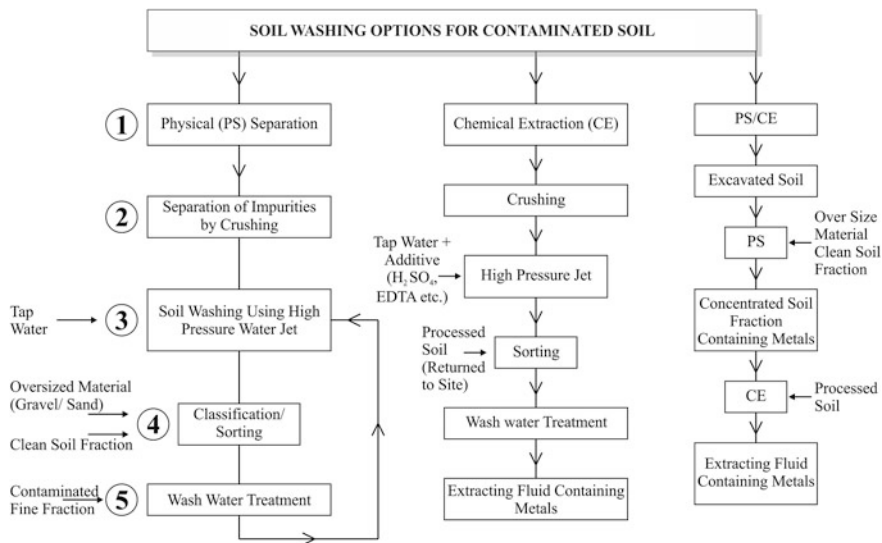 SOIL WASHING OPTIONS FOR CONTAMINATED SOIL
1
Physical (PS) Separation
2
Separation of Impurities
by Crushing
Tap
Water
3
Soil Washing Using High
Pressure Water Jet
Oversized Material
(Gravel/ Sand)
Clean Soil Fraction
4
Classification/
Sorting
Contaminated
Fine Fraction
5
Wash Water Treatment
Chemical Extraction (CE)
Crushing
Tap Water +
Additive
(H₂SO₄,
EDTA etc.)
High Pressure Jet
Processed
Soil
(Returned
to Site)
Sorting
Wash water Treatment
Extracting Fluid Containing
Metals
PS/CE
Excavated Soil
PS
Over Size
Material
Clean Soil
Fraction
Concentrated Soil
Fraction
Containing Metals
CE
Processed
Soil
Extracting Fluid
Containing Metals